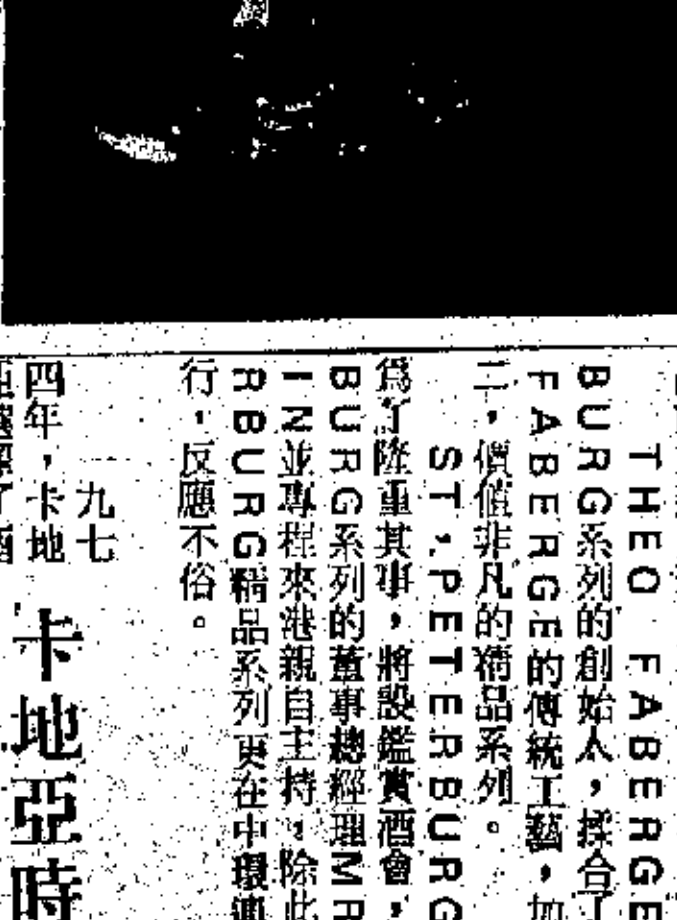 THEO FABERGE
BURG系列的創始人，揉合了
FABERGE的傳統工藝，加
二，價值非凡的精品系列。
ST，PETERBURG
爲了隆重其事，將設鑑賞酒會，
BURG系列的董事總經理MR
IN並專程來港親自主持，除此
RBURG精品系列更在中環
行，反應不俗。
九七
四年，卡地
卡地亞時